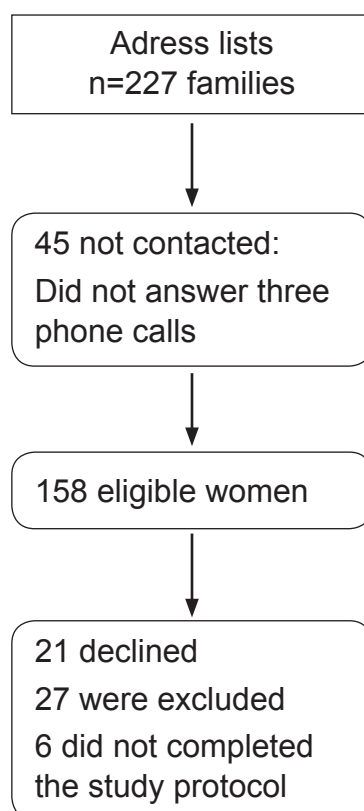 Adress lists
n=227 families
45 not contacted:
Did not answer three
phone calls
158 eligible women
21 declined
27 were excluded
6 did not completed
the study protocol